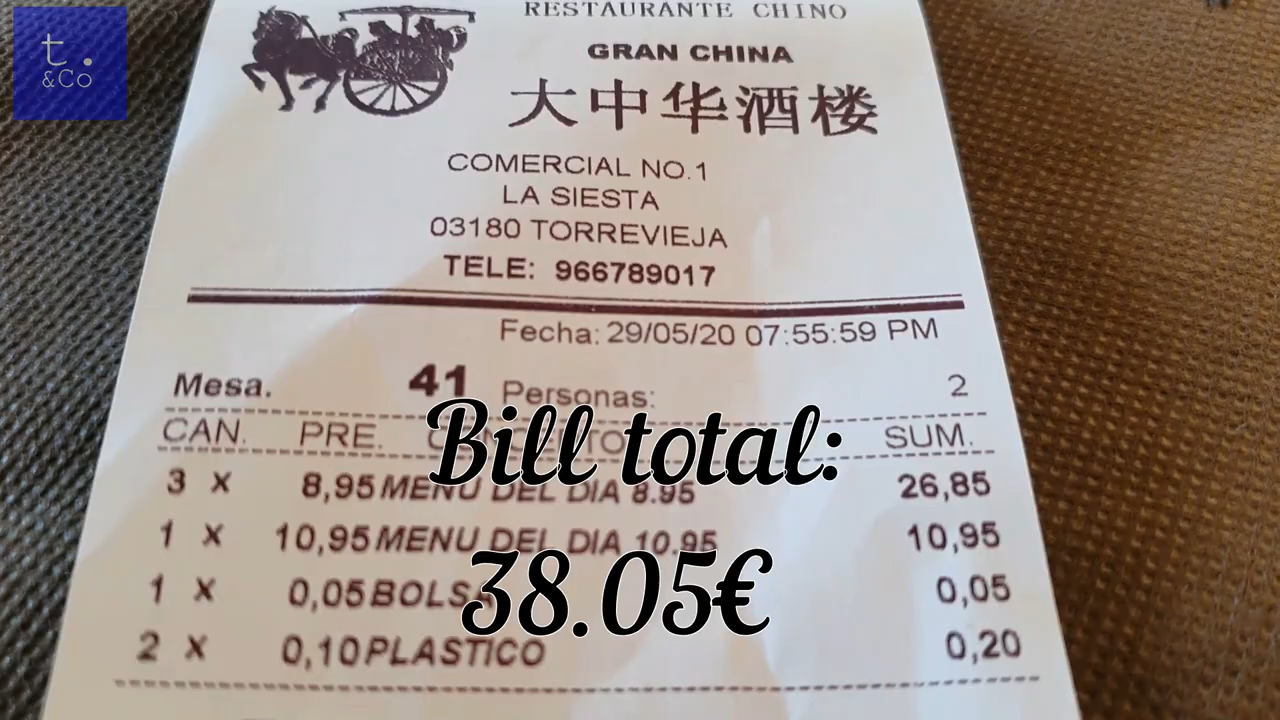 t.
&Co
RESTAURANTE CHINO
GRAN CHINA
大中华酒楼
COMERCIAL NO.1
LA SIESTA
03180 TORREVIEJA
TELE: 966789017
Fecha: 29/05/20 07:55:59 PM
Mesa. 41 Personas: 2
CAN. PRE. SUM.
Bill total:
3 x 8,95 MENU DEL DIA 8.95 26,85
1 x 10,95 MENU DEL DIA 10.95 10,95
38.05€
1 x 0,05 BOLSA 0,05
2 x 0,10 PLASTICO 0,20